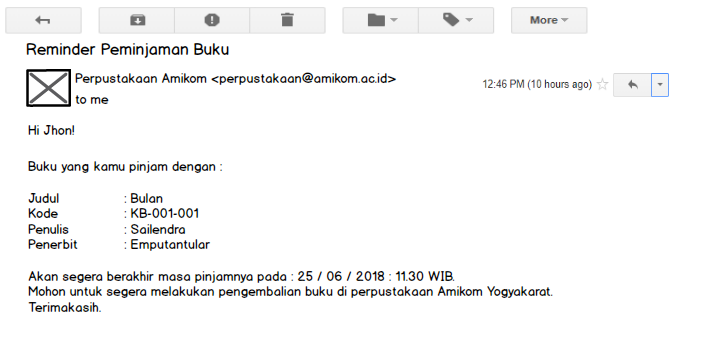 More
Reminder Peminjaman Buku
Perpustakaan Amikom <perpustakaan@amikom.ac.id>
12:46 PM (10 hours ago)
to me
Hi Jhon!
Buku yang kamu pinjam dengan :
Judul : Bulan
Kode : KB-001-001
Penulis : Sailendra
Penerbit : Emputantular
Akan segera berakhir masa pinjamnya pada : 25 / 06 / 2018 : 11.30 WIB.
Mohon untuk segera melakukan pengembalian buku di perpustakaan Amikom Yogyakarat.
Terimakasih.